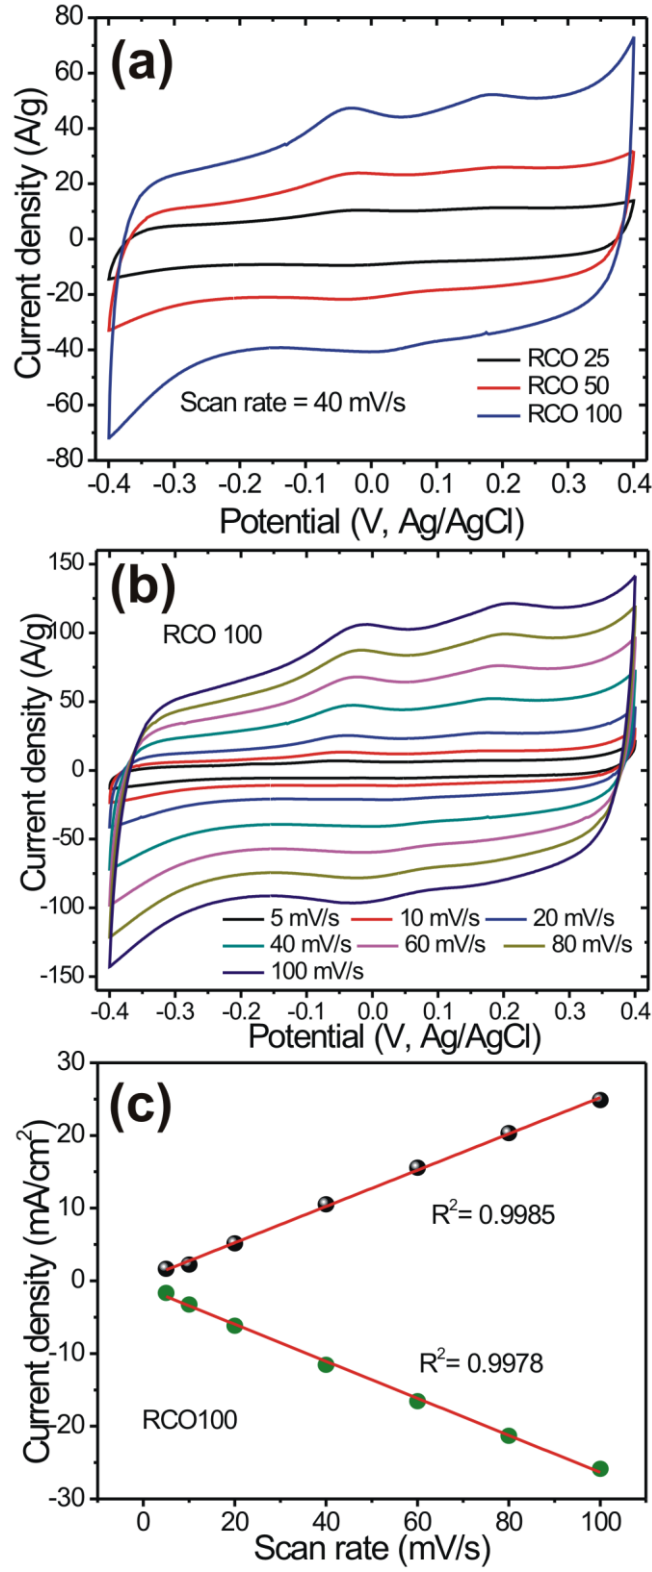 (a)
Current density (A/g)
80
60
40
20
0
-20
-40
-60
-80
RCO 25
RCO 50
RCO 100
Scan rate = 40 mV/s
-0.4 -0.3 -0.2 -0.1 0.0 0.1 0.2 0.3 0.4
Potential (V, Ag/AgCl)
(b)
RCO 100
Current density (A/g)
150
100
50
0
-50
-100
-150
5 mV/s 10 mV/s 20 mV/s
40 mV/s 60 mV/s 80 mV/s
100 mV/s
-0.4 -0.3 -0.2 -0.1 0.0 0.1 0.2 0.3 0.4
Potential (V, Ag/AgCl)
(c)
Current density (mA/cm²)
30
20
10
0
-10
-20
-30
R²= 0.9985
R²= 0.9978
RCO100
0 20 40 60 80 100
Scan rate (mV/s)